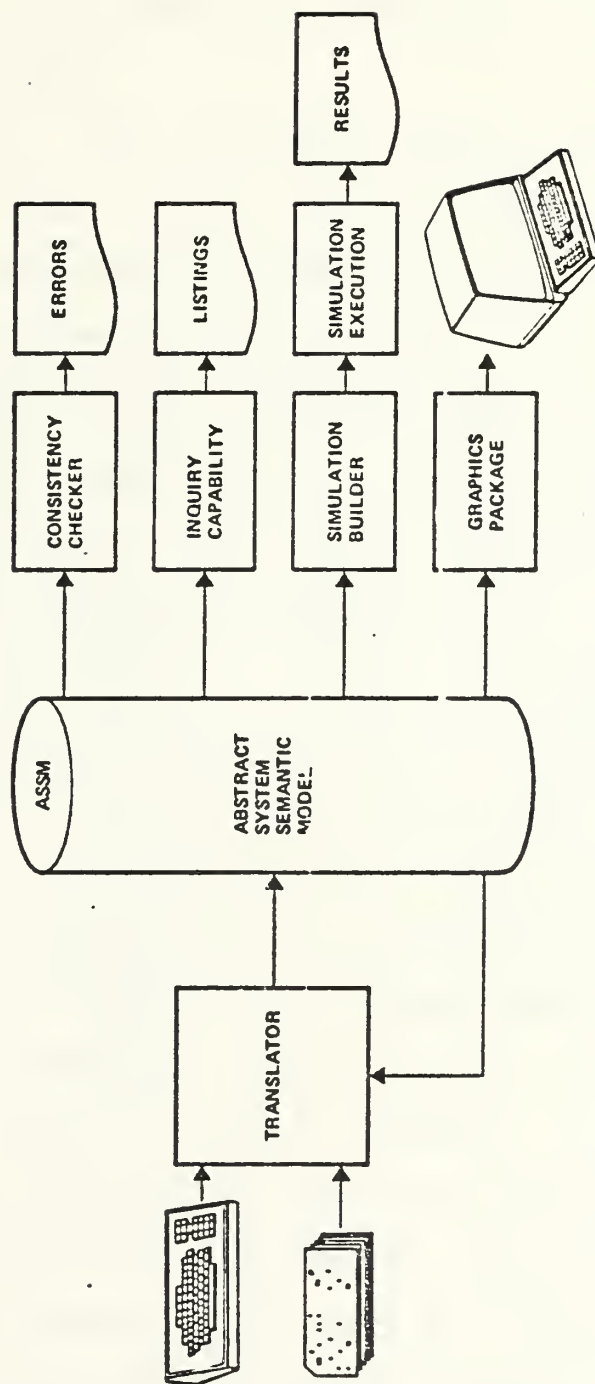 TRANSLATOR
ASSM
ABSTRACT
SYSTEM
SEMANTIC
MODEL
CONSISTENCY
CHECKER
ERRORS
INQUIRY
CAPABILITY
LISTINGS
SIMULATION
BUILDER
SIMULATION
EXECUTION
RESULTS
GRAPHICS
PACKAGE